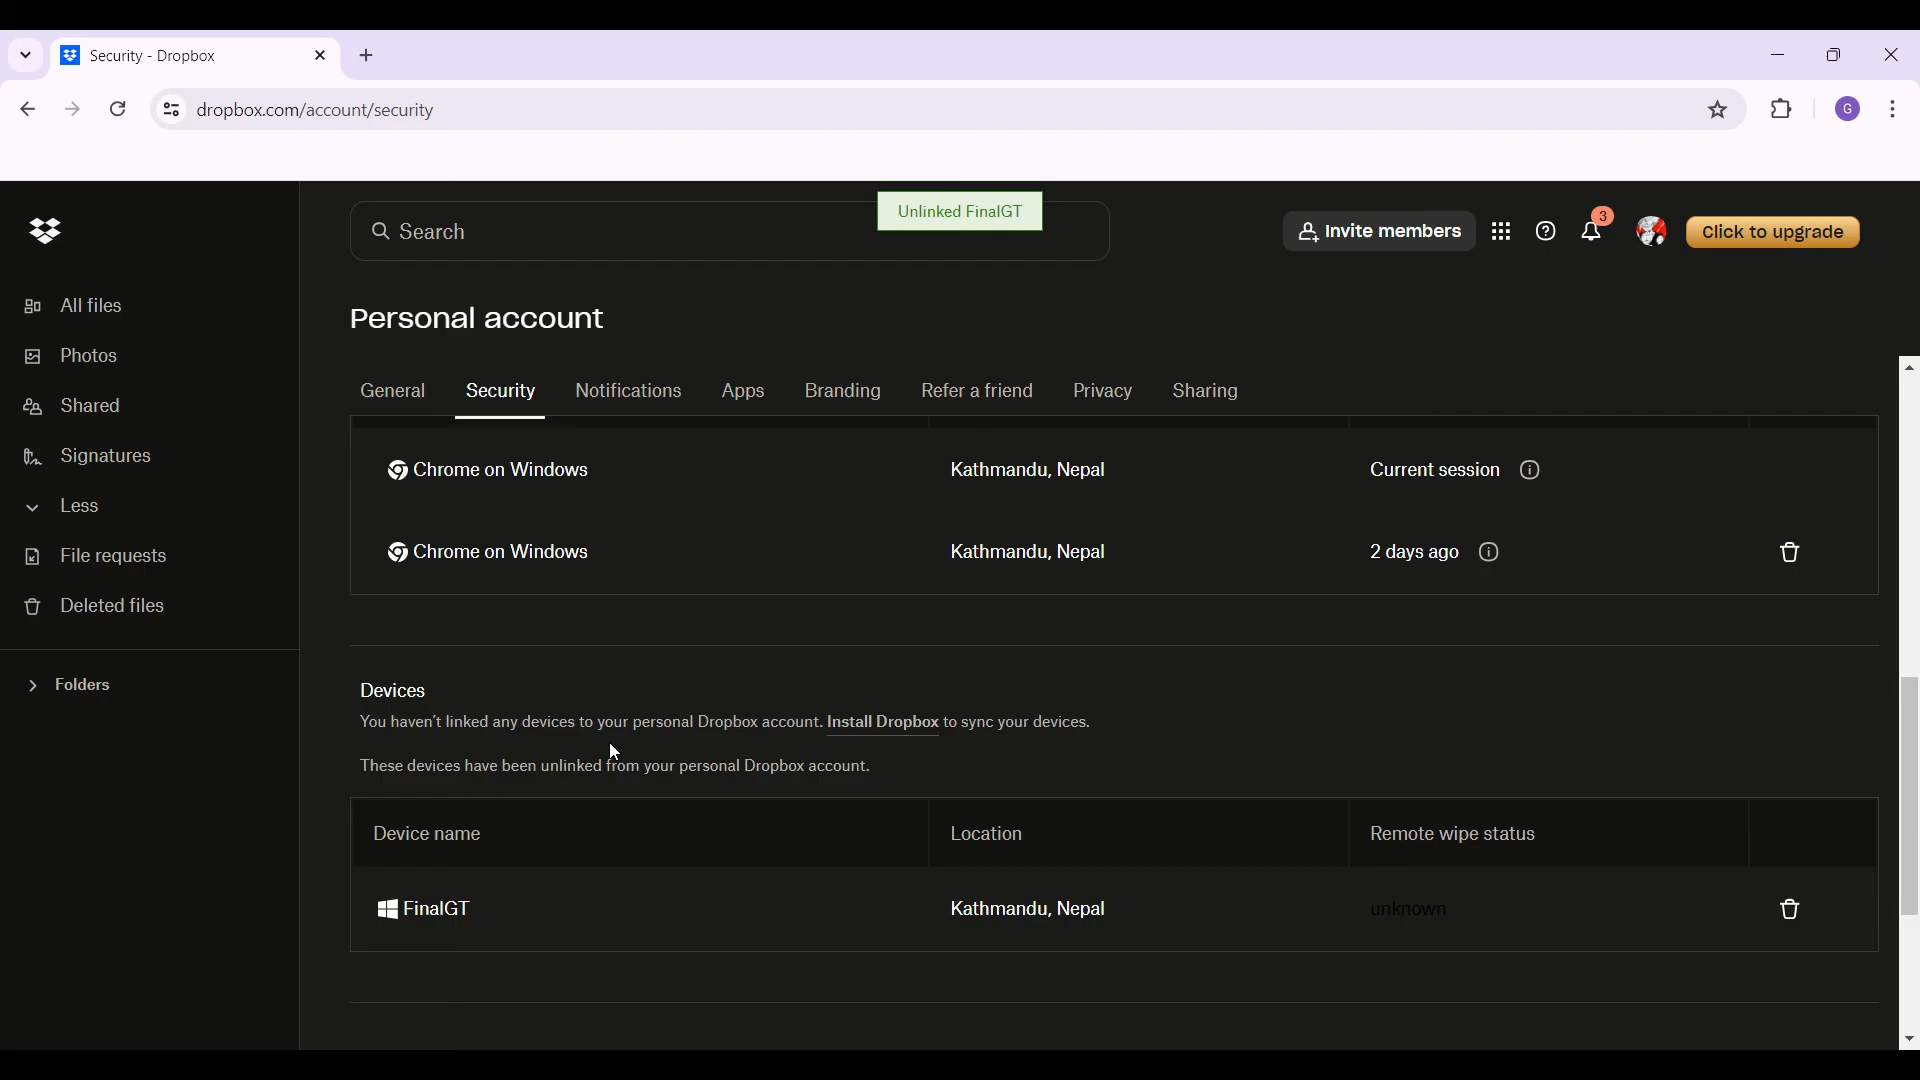 Security - Dropbox
dropbox.com/account/security
G
Search
Unlinked FinalGT
Invite members
3
Click to upgrade
All files
Photos
Shared
Signatures
Less
File requests
Deleted files
Folders
Personal account
General Security Notifications Apps Branding Refer a friend Privacy Sharing
Chrome on Windows Kathmandu, Nepal Current session
Chrome on Windows Kathmandu, Nepal 2 days ago
Devices
You haven't linked any devices to your personal Dropbox account. Install Dropbox to sync your devices.
These devices have been unlinked from your personal Dropbox account.
Device name Location Remote wipe status
FinalGT Kathmandu, Nepal unknown